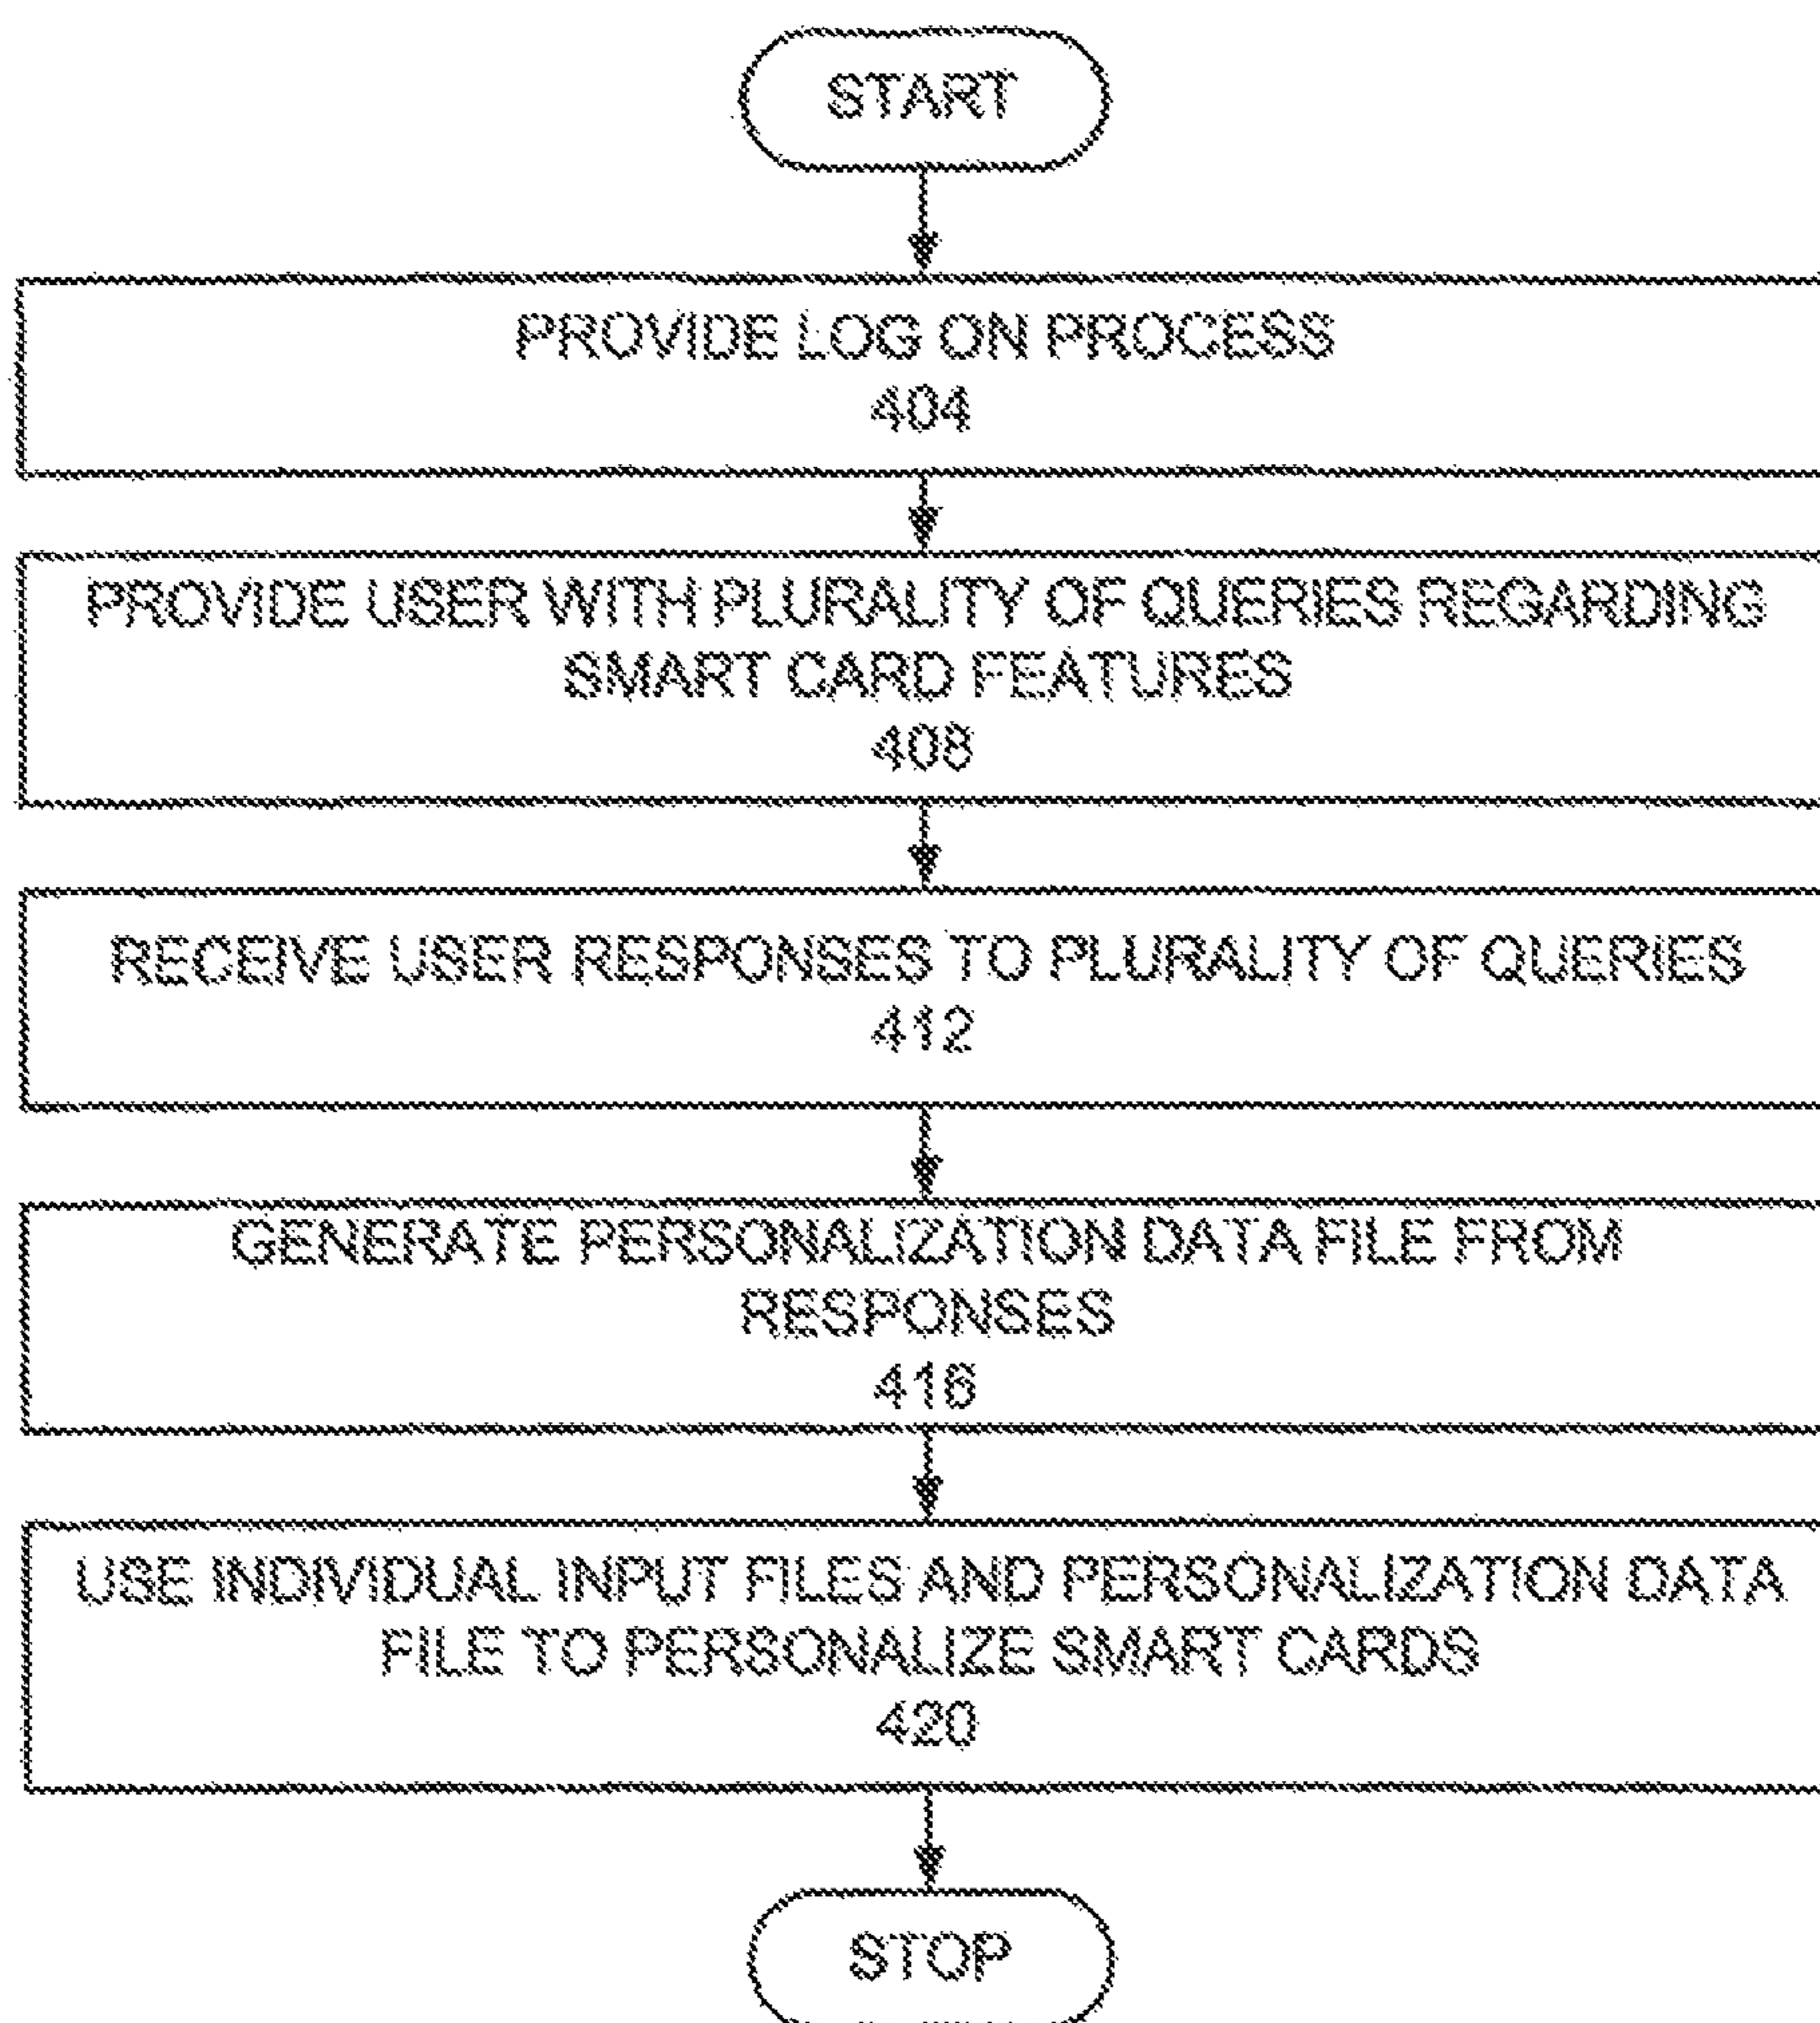 START
PROVIDE LOG ON PROCESS
404
PROVIDE USER WITH PLURALITY OF QUERIES REGARDING
SMART CARD FEATURES
408
RECEIVE USER RESPONSES TO PLURALITY OF QUERIES
412
GENERATE PERSONALIZATION DATA FILE FROM
RESPONSES
416
USE INDIVIDUAL INPUT FILES AND PERSONALIZATION DATA
FILE TO PERSONALIZE SMART CARDS
420
STOP